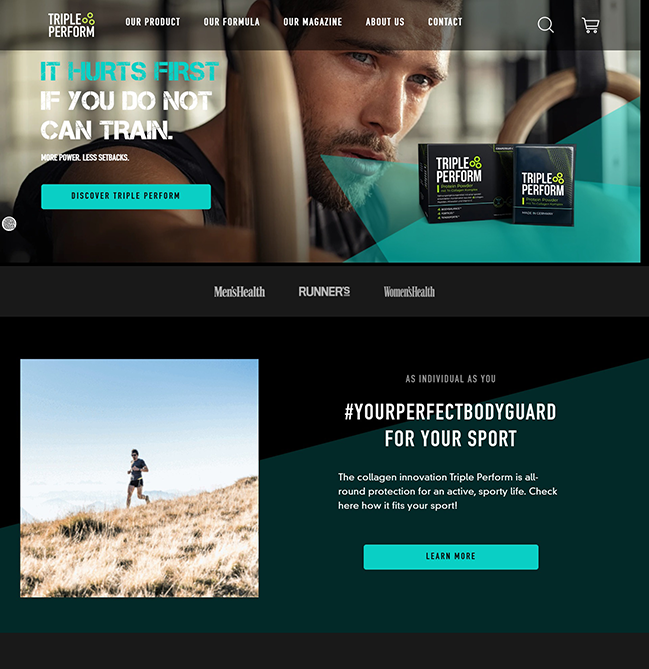 TRIPLE
PERFORM
OUR PRODUCT
OUR FORMULA
OUR MAGAZINE
ABOUT US
CONTACT
IT HURTS FIRST
IF YOU DO NOT
CAN TRAIN.
MORE POWER. LESS SETBACKS.
DISCOVER TRIPLE PERFORM
TRIPLE
PERFORM
Protein Powder
TRIPLE
PERFORM
Protein Powder
MADE IN GERMANY
Men'sHealth
RUNNER'S
Women'sHealth
AS INDIVIDUAL AS YOU
#YOURPERFECTBODYGUARD
FOR YOUR SPORT
The collagen innovation Triple Perform is all-
round protection for an active, sporty life. Check
here how it fits your sport!
LEARN MORE